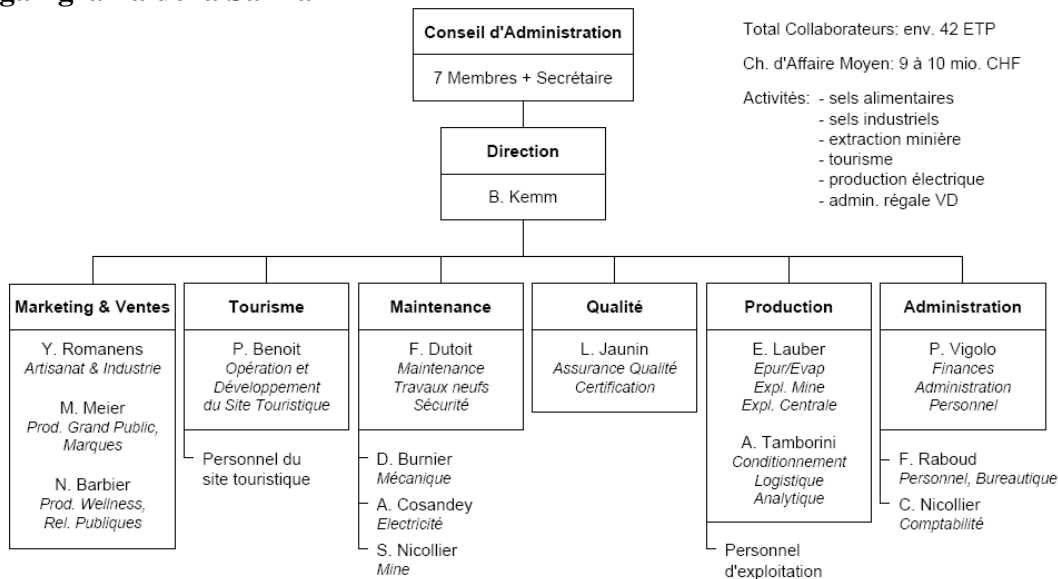 Conseil d'Administration
7 Membres + Secrétaire
Total Collaborateurs: env. 42 ETP
Ch. d'Affaire Moyen: 9 à 10 mio. CHF
Activités: - sels alimentaires
- sels industriels
- extraction minière
- tourisme
- production électrique
- admin. régale VD
Direction
B. Kemm
Marketing & Ventes
Y. Romanens
Artisanat & Industrie
M. Meier
Prod. Grand Public,
Marques
N. Barbier
Prod. Wellness,
Rel. Publiques
Tourisme
P. Benoit
Opération et
Développement
du Site Touristique
Personnel du
site touristique
Maintenance
F. Dutoit
Maintenance
Travaux neufs
Sécurité
D. Burnier
Mécanique
A. Cosandey
Electricité
S. Nicollier
Mine
Qualité
L. Jaunin
Assurance Qualité
Certification
Production
E. Lauber
Epur/Evap
Expl. Mine
Expl. Centrale
A. Tamborini
Conditionnement
Logistique
Analytique
Personnel
d'exploitation
Administration
P. Vigolo
Finances
Administration
Personnel
F. Raboud
Personnel, Bureautique
C. Nicollier
Comptabilité